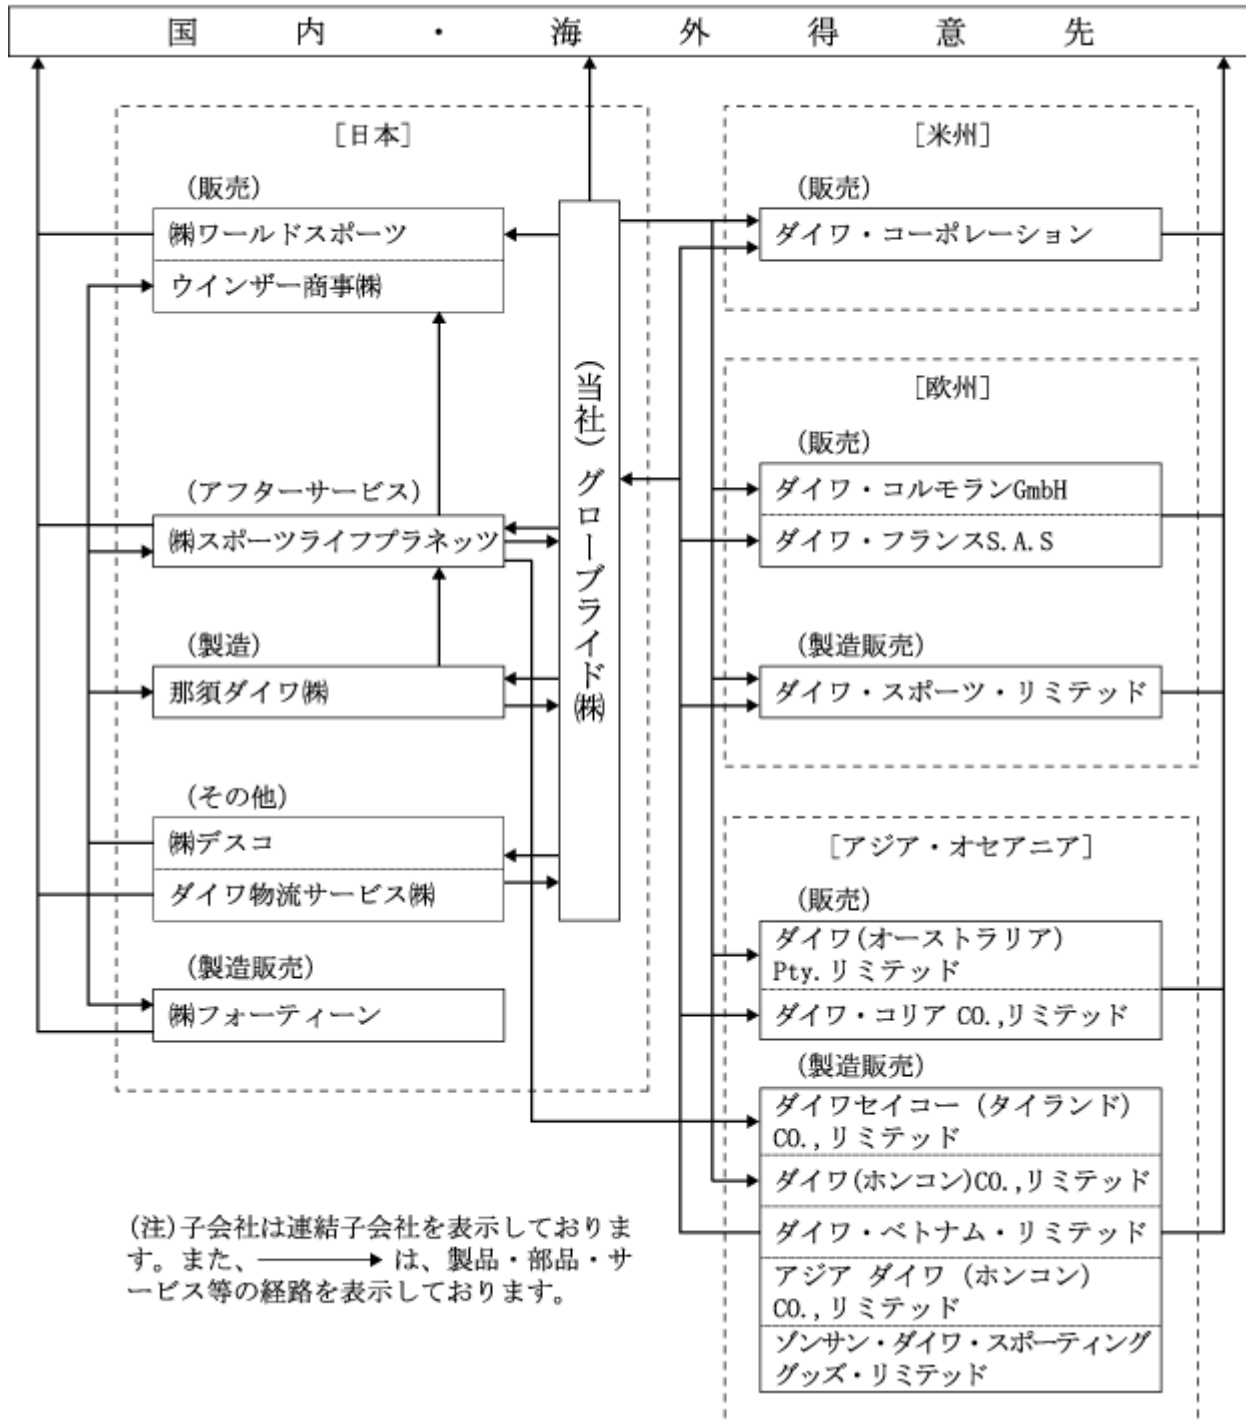 国内・海外得意先
[日本]
(販売)
㈱ワールドスポーツ
ウインザー商事㈱
(アフターサービス)
㈱スポーツライフプラネッツ
(製造)
那須ダイワ㈱
(その他)
㈱デスコ
ダイワ物流サービス㈱
(製造販売)
㈱フォーティーン
(当社)グローブライド㈱
[米州]
(販売)
ダイワ・コーポレーション
[欧州]
(販売)
ダイワ・コルモランGmbH
ダイワ・フランスS.A.S
(製造販売)
ダイワ・スポーツ・リミテッド
[アジア・オセアニア]
(販売)
ダイワ(オーストラリア)
Pty.リミテッド
ダイワ・コリア CO.,リミテッド
(製造販売)
ダイワセイコー (タイランド)
CO.,リミテッド
ダイワ(ホンコン)CO.,リミテッド
ダイワ・ベトナム・リミテッド
アジア ダイワ (ホンコン)
CO.,リミテッド
ゾンサン・ダイワ・スポーティング
グッズ・リミテッド
(注)子会社は連結子会社を表示しておりま
す。また、 は、製品・部品・サ
ービス等の経路を表示しております。